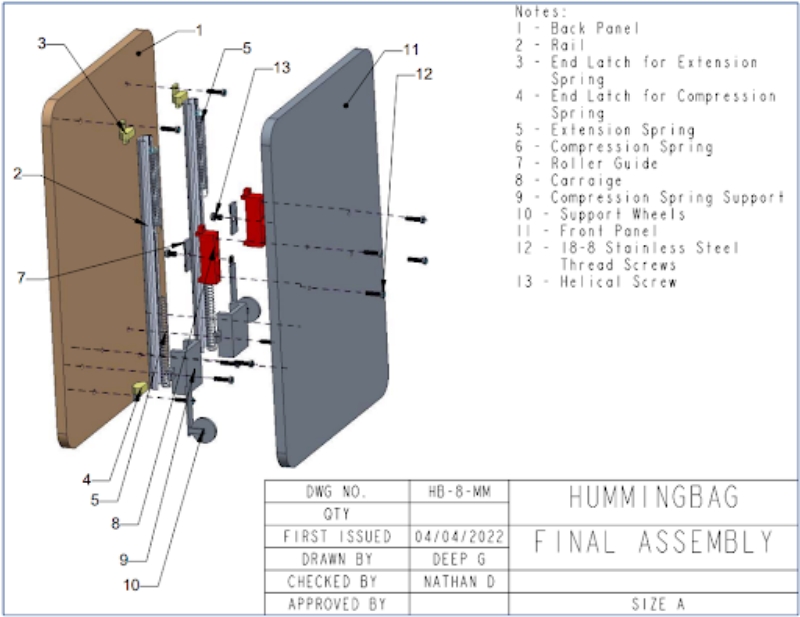 Notes:
1 - Back Panel
2 - Rail
3 - End Latch for Extension
Spring
4 - End Latch for Compression
Spring
5 - Extension Spring
6 - Compression Spring
7 - Roller Guide
8 - Carraige
9 - Compression Spring Support
10 - Support Wheels
11 - Front Panel
12 - 18-8 Stainless Steel
Thread Screws
13 - Helical Screw
1
3
5
13
11
12
2
7
4
5
8
9
10
DWG NO. HB-8-MM
QTY
FIRST ISSUED 04/04/2022
DRAWN BY DEEP G
CHECKED BY NATHAN D
APPROVED BY
HUMMINGBAG
FINAL ASSEMBLY
SIZE A